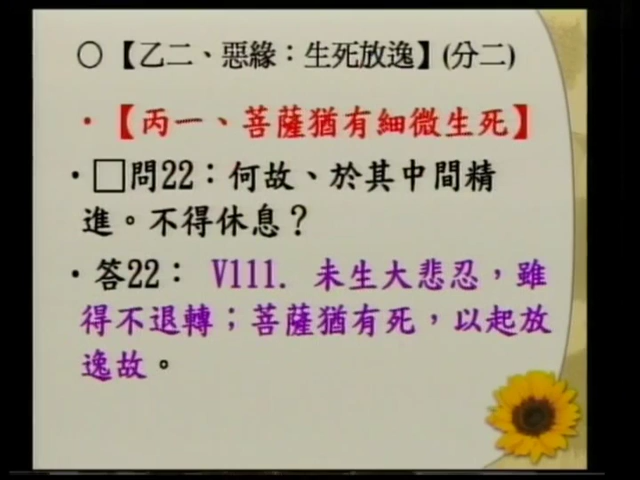 ○【乙二、惡緣：生死放逸】(分二)
•【丙一、菩薩猶有細微生死】
•□問22：何故、於其中間精
進。不得休息？
•答22： V111. 未生大悲忍，雖
得不退轉；菩薩猶有死，以起放
逸故。